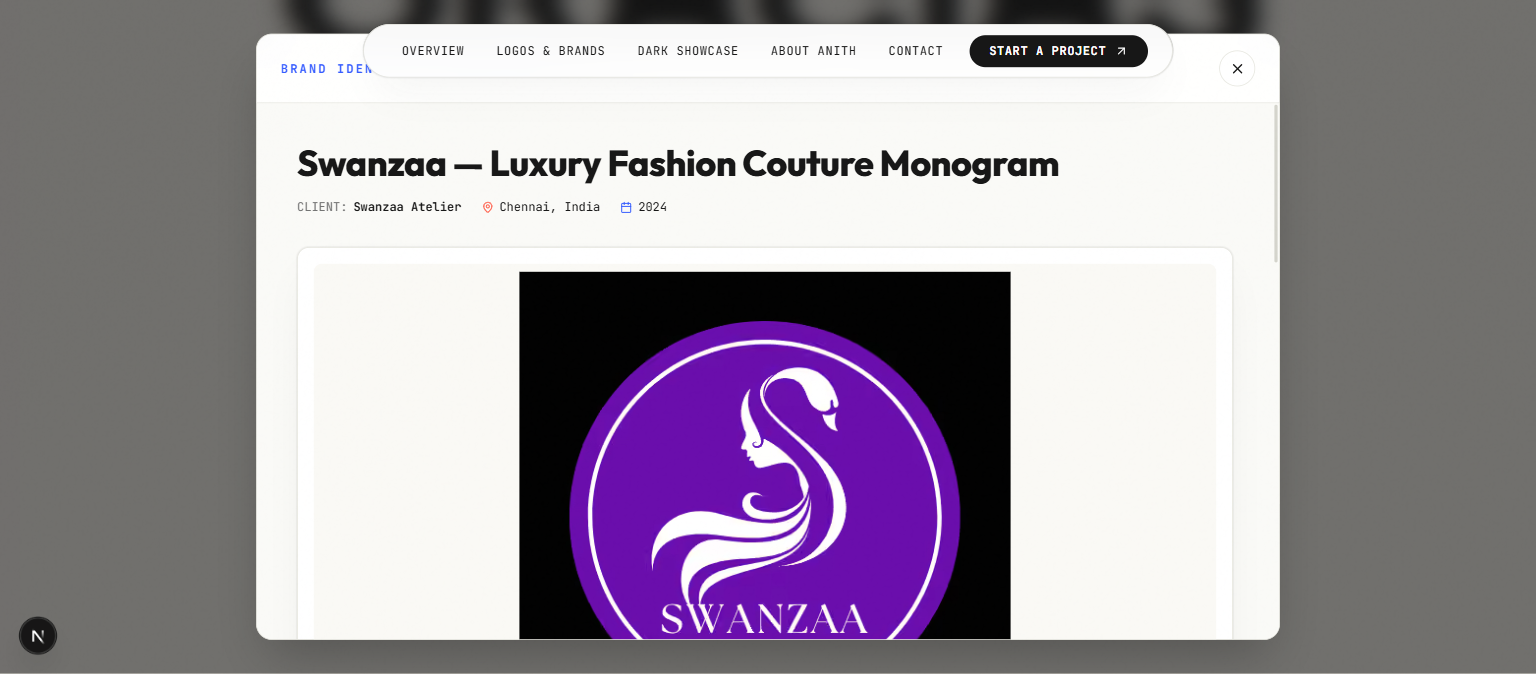 OVERVIEW LOGOS & BRANDS DARK SHOWCASE ABOUT ANITH CONTACT START A PROJECT
BRAND IDEN
Swanzaa — Luxury Fashion Couture Monogram
CLIENT: Swanzaa Atelier Chennai, India 2024
SWANZAA
N